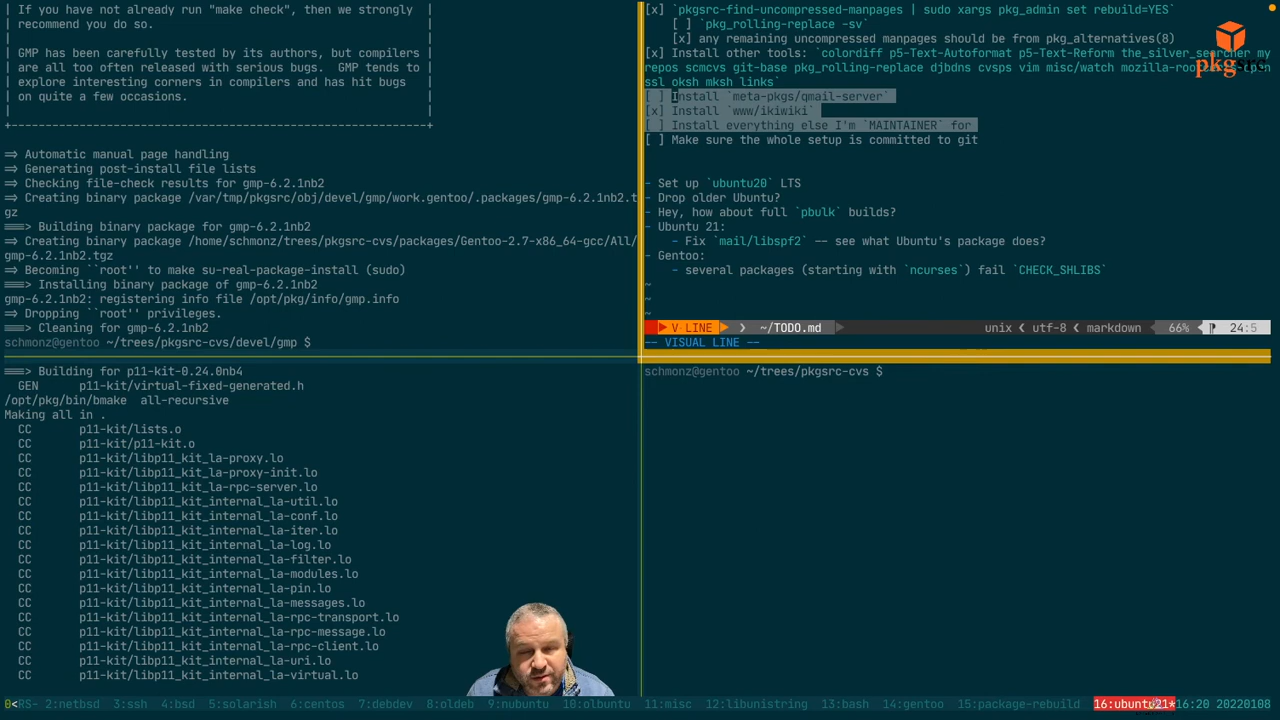 | If you have not already run "make check", then we strongly |
| recommend you do so. |
| |
| GMP has been carefully tested by its authors, but compilers |
| are all too often released with serious bugs. GMP tends to |
| explore interesting corners in compilers and has hit bugs |
| on quite a few occasions. |
| |
+--------------------------------------------------------------+
=> Automatic manual page handling
=> Generating post-install file lists
=> Checking file-check results for gmp-6.2.1nb2
=> Creating binary package /var/tmp/pkgsrc/obj/devel/gmp/work.gentoo/.packages/gmp-6.2.1nb2.t
gz
===> Building binary package for gmp-6.2.1nb2
=> Creating binary package /home/schmonz/trees/pkgsrc-cvs/packages/Gentoo-2.7-x86_64-gcc/All/
gmp-6.2.1nb2.tgz
=> Becoming ``root'' to make su-real-package-install (sudo)
===> Installing binary package of gmp-6.2.1nb2
gmp-6.2.1nb2: registering info file /opt/pkg/info/gmp.info
=> Dropping ``root'' privileges.
===> Cleaning for gmp-6.2.1nb2
schmonz@gentoo ~/trees/pkgsrc-cvs/devel/gmp $
[x] `pkgsrc-find-uncompressed-manpages | sudo xargs pkg_admin set rebuild=YES`
[ ] `pkg_rolling-replace -sv`
[x] any remaining uncompressed manpages should be from pkg_alternatives(8)
[x] Install other tools: `colordiff p5-Text-Autoformat p5-Text-Reform the_silver_searcher my
repos scmcvs git-base pkg_rolling-replace djbdns cvsps vim misc/watch
ssl oksh mksh links`
[ ] Install `meta-pkgs/qmail-server`
[x] Install `www/ikiwiki`
[ ] Install everything else I'm `MAINTAINER` for
[ ] Make sure the whole setup is committed to git
- Set up `ubuntu20` LTS
- Drop older Ubuntu?
- Hey, how about full `pbulk` builds?
- Ubuntu 21:
- Fix `mail/libspf2` -- see what Ubuntu's package does?
- Gentoo:
- several packages (starting with `ncurses`) fail `CHECK_SHLIBS`
~
~
~
V·LINE ~/TODO.md unix utf-8 markdown 66% 24:5
-- VISUAL LINE --
pkgsrc
===> Building for p11-kit-0.24.0nb4
GEN p11-kit/virtual-fixed-generated.h
/opt/pkg/bin/bmake all-recursive
Making all in .
CC p11-kit/lists.o
CC p11-kit/p11-kit.o
CC p11-kit/libp11_kit_la-proxy.lo
CC p11-kit/libp11_kit_la-proxy-init.lo
CC p11-kit/libp11_kit_la-rpc-server.lo
CC p11-kit/libp11_kit_internal_la-util.lo
CC p11-kit/libp11_kit_internal_la-conf.lo
CC p11-kit/libp11_kit_internal_la-iter.lo
CC p11-kit/libp11_kit_internal_la-log.lo
CC p11-kit/libp11_kit_internal_la-filter.lo
CC p11-kit/libp11_kit_internal_la-modules.lo
CC p11-kit/libp11_kit_internal_la-pin.lo
CC p11-kit/libp11_kit_internal_la-messages.lo
CC p11-kit/libp11_kit_internal_la-rpc-transport.lo
CC p11-kit/libp11_kit_internal_la-rpc-message.lo
CC p11-kit/libp11_kit_internal_la-rpc-client.lo
CC p11-kit/libp11_kit_internal_la-uri.lo
CC p11-kit/libp11_kit_internal_la-virtual.lo
schmonz@gentoo ~/trees/pkgsrc-cvs $
0<RS- 2:netbsd 3:ssh 4:bsd 5:solarish 6:centos 7:debdev 8:oldeb 9:nubuntu 10:olbuntu 11:misc 12:libunistring 13:bash 14:gentoo 15:package-rebuild 16:ubuntu21* 16:20 20220108